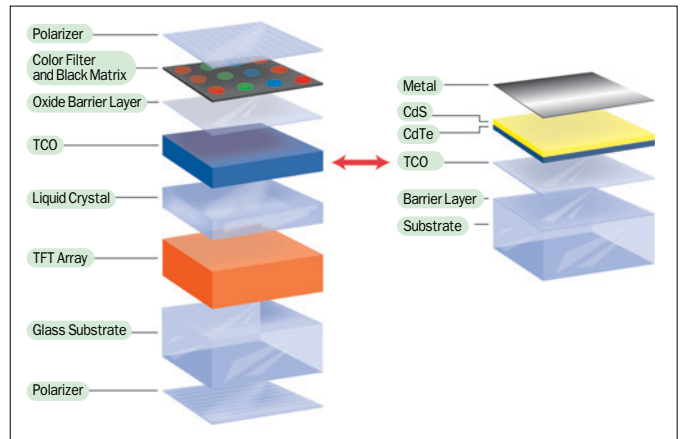 Polarizer
Color Filter
and Black Matrix
Oxide Barrier Layer
TCO
Liquid Crystal
TFT Array
Glass Substrate
Polarizer
Metal
CdS
CdTe
TCO
Barrier Layer
Substrate